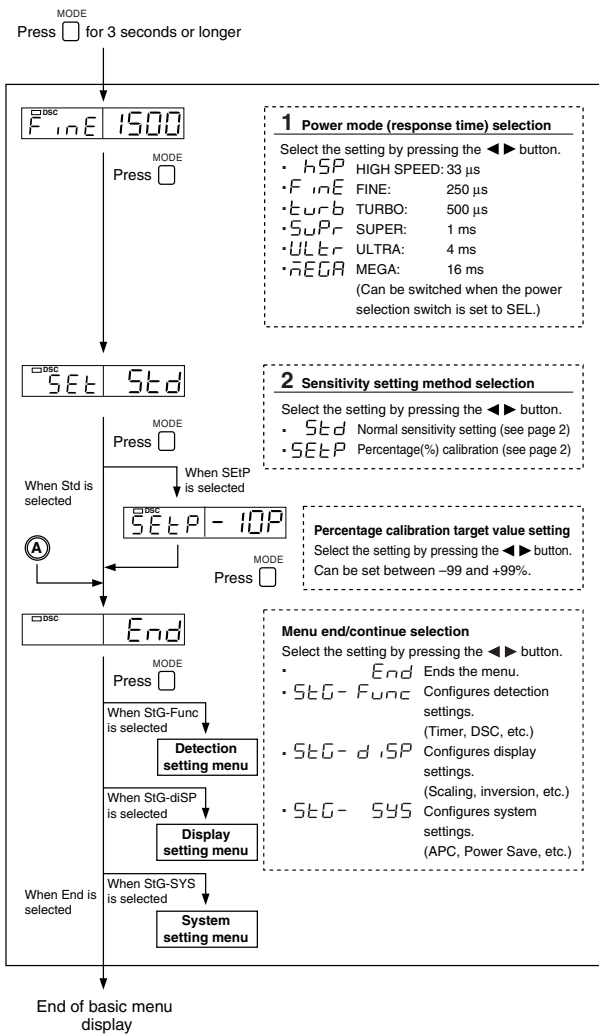 MODE
Press for 3 seconds or longer
DSC
FinE 1500
MODE
Press
1 Power mode (response time) selection
Select the setting by pressing the ◀ ▶ button.
· hSP HIGH SPEED: 33 µs
· FinE FINE: 250 µs
· turb TURBO: 500 µs
· SuPr SUPER: 1 ms
· ULtr ULTRA: 4 ms
· mEGA MEGA: 16 ms
(Can be switched when the power
selection switch is set to SEL.)
DSC
SEt Std
MODE
Press
2 Sensitivity setting method selection
Select the setting by pressing the ◀ ▶ button.
· Std Normal sensitivity setting (see page 2)
· SEtP Percentage(%) calibration (see page 2)
When Std is
selected
When SEtP
is selected
DSC
SEtP - 10P
A
MODE
Press
Percentage calibration target value setting
Select the setting by pressing the ◀ ▶ button.
Can be set between –99 and +99%.
DSC
End
MODE
Press
Menu end/continue selection
Select the setting by pressing the ◀ ▶ button.
· End Ends the menu.
· StG- Func Configures detection
settings.
(Timer, DSC, etc.)
· StG- diSP Configures display
settings.
(Scaling, inversion, etc.)
· StG- SYS Configures system
settings.
(APC, Power Save, etc.)
When StG-Func
is selected
Detection
setting menu
When StG-diSP
is selected
Display
setting menu
When End is
selected
When StG-SYS
is selected
System
setting menu
End of basic menu
display